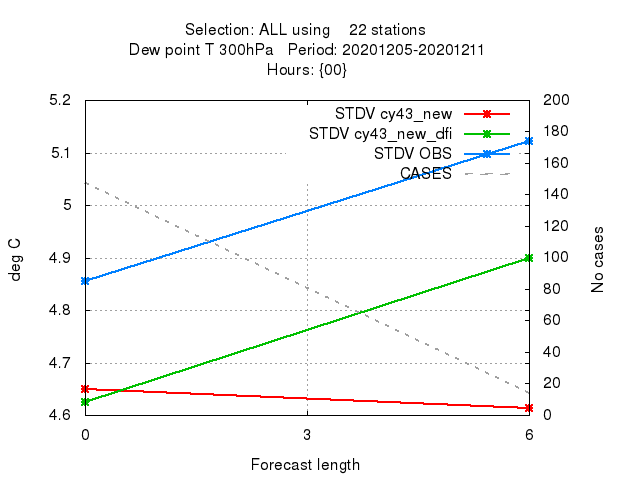 Selection: ALL using    22 stations
Dew point T 300hPa   Period: 20201205-20201211
Hours: {00}
5.2
5.1
5
4.9
4.8
4.7
4.6
deg C
STDV cy43_new
STDV cy43_new_dfi
STDV OBS
CASES
200
180
160
140
120
100
80
60
40
20
0
No cases
0
3
6
Forecast length